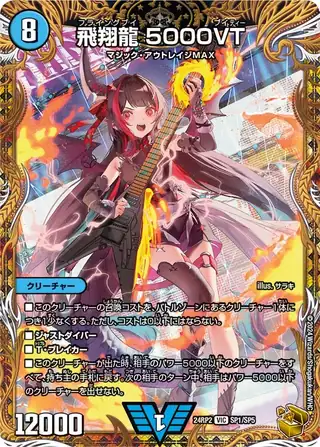 8
フライングブイ ブイティー
飛翔龍 5000VT
マジック・アウトレイジMAX
illus. サラキ
クリーチャー
■このクリーチャーの召喚コストを、バトルゾーンにあるクリーチャー1体に
つき1少なくする。ただし、コストは0以下にはならない。
■ジャストダイバー
■T・ブレイカー
■このクリーチャーが出た時、相手のパワー5000以下のクリーチャーをす
べて、持ち主の手札に戻す。次の相手のターン中、相手はパワー5000以下
のクリーチャーを出せない。
12000
24RP2 VIC SP1/SP5
©2024 Wizards/Shogakukan/WHC